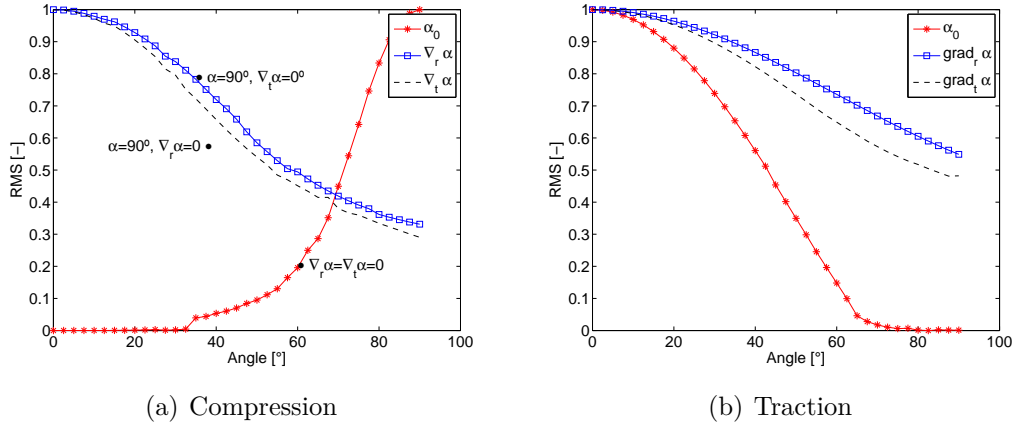 1
0.9
0.8
0.7
0.6
0.5
0.4
0.3
0.2
0.1
0
RMS [−]
0 20 40 60 80 100
Angle [°]
α=90º, ∇tα=0º
α=90º, ∇rα=0
∇rα=∇tα=0
α0
∇r α
∇t α
(a) Compression
1
0.9
0.8
0.7
0.6
0.5
0.4
0.3
0.2
0.1
0
RMS [−]
0 20 40 60 80 100
Angle [°]
α0
gradr α
gradt α
(b) Traction